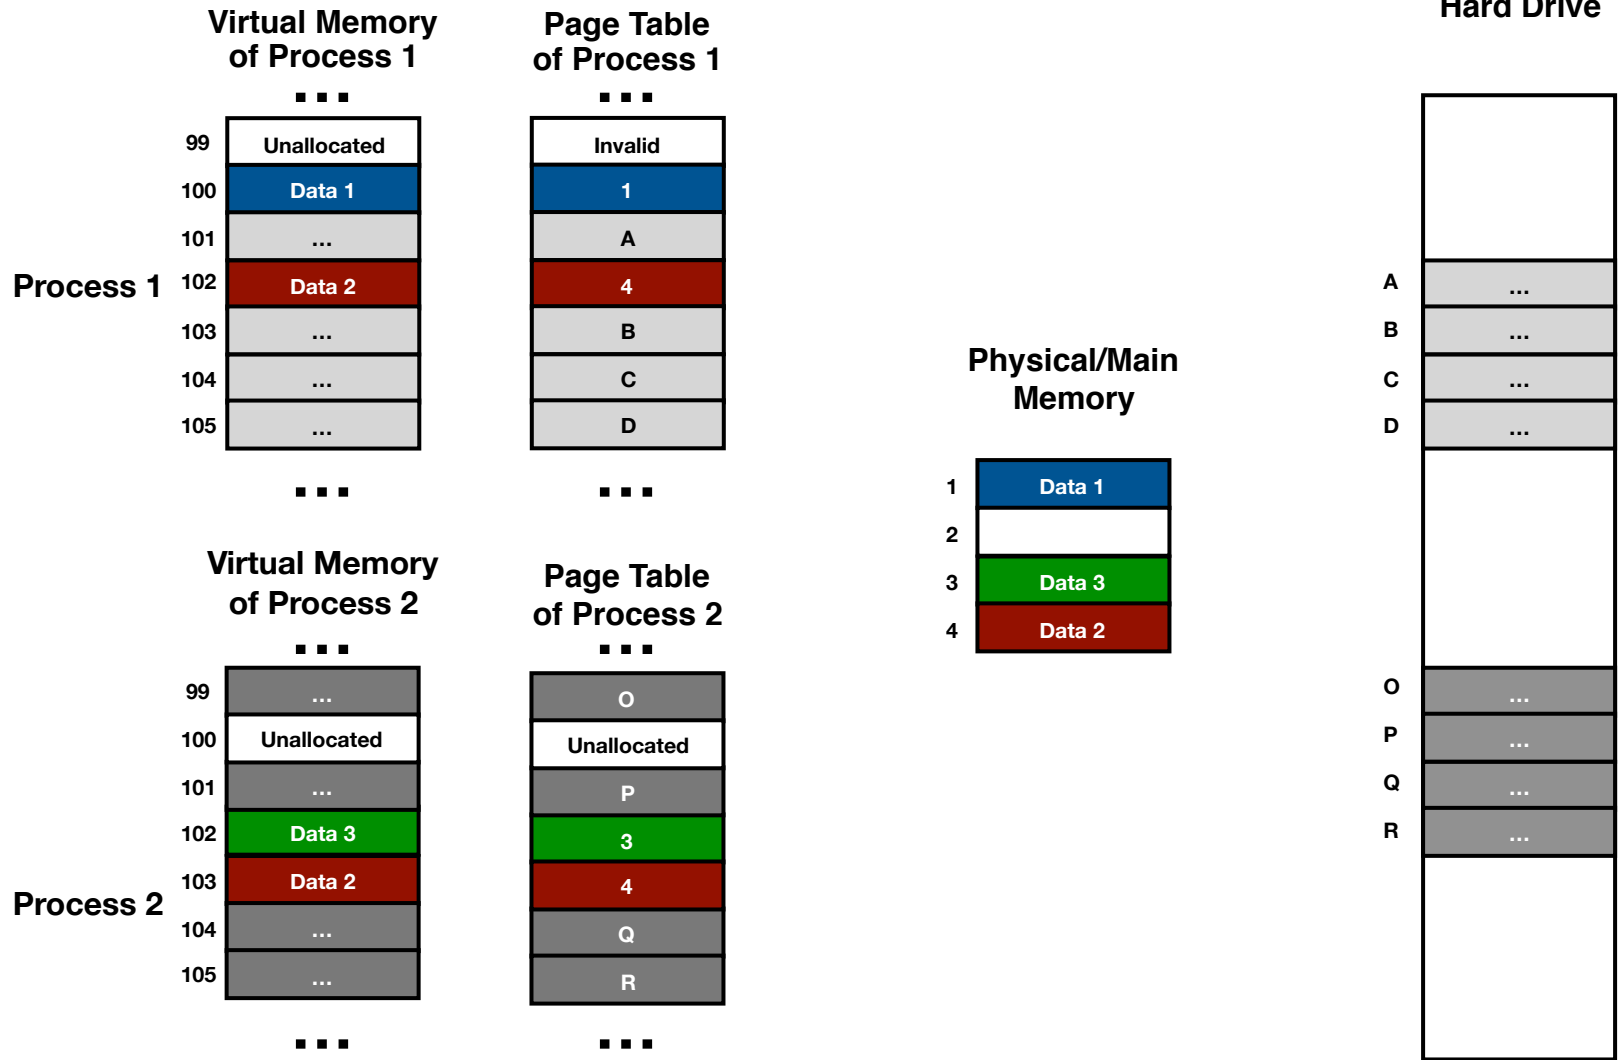 Hard Drive
Virtual Memory
of Process 1
Page Table
of Process 1
...
...
99 Unallocated Invalid
100 Data 1 1
101 ... A
Process 1 102 Data 2 4
103 ... B
104 ... C
105 ... D
...
...
A ...
B ...
C ...
D ...
Physical/Main
Memory
1 Data 1
2
3 Data 3
4 Data 2
Virtual Memory
of Process 2
Page Table
of Process 2
...
...
99 ... O
100 Unallocated Unallocated
101 ... P
102 Data 3 3
103 Data 2 4
Process 2
104 ... Q
105 ... R
...
...
O ...
P ...
Q ...
R ...